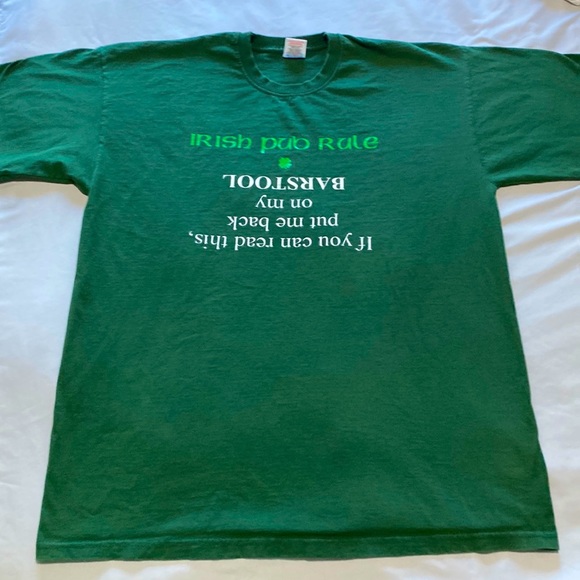 Irish Pub Rule
If you can read this,
put me back
on my
BARSTOOL